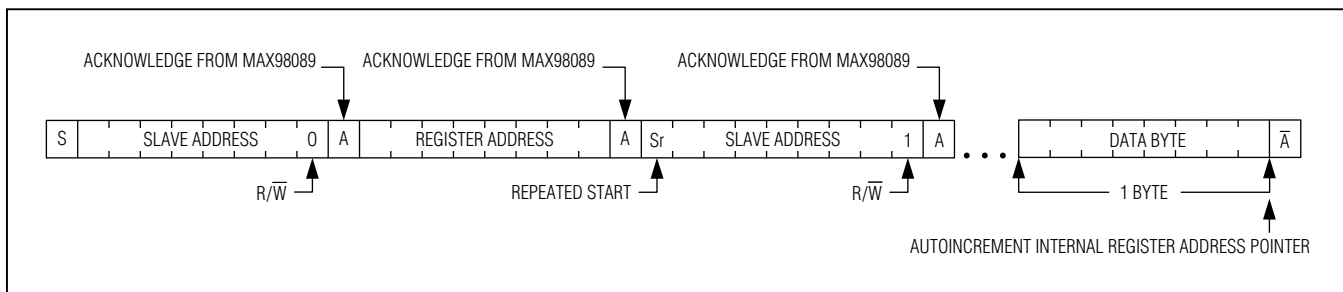 ACKNOWLEDGE FROM MAX98089 ACKNOWLEDGE FROM MAX98089 ACKNOWLEDGE FROM MAX98089
S SLAVE ADDRESS 0 A REGISTER ADDRESS A Sr SLAVE ADDRESS 1 A ... DATA BYTE A̅
R/W̅ REPEATED START R/W̅ 1 BYTE
AUTOINCREMENT INTERNAL REGISTER ADDRESS POINTER